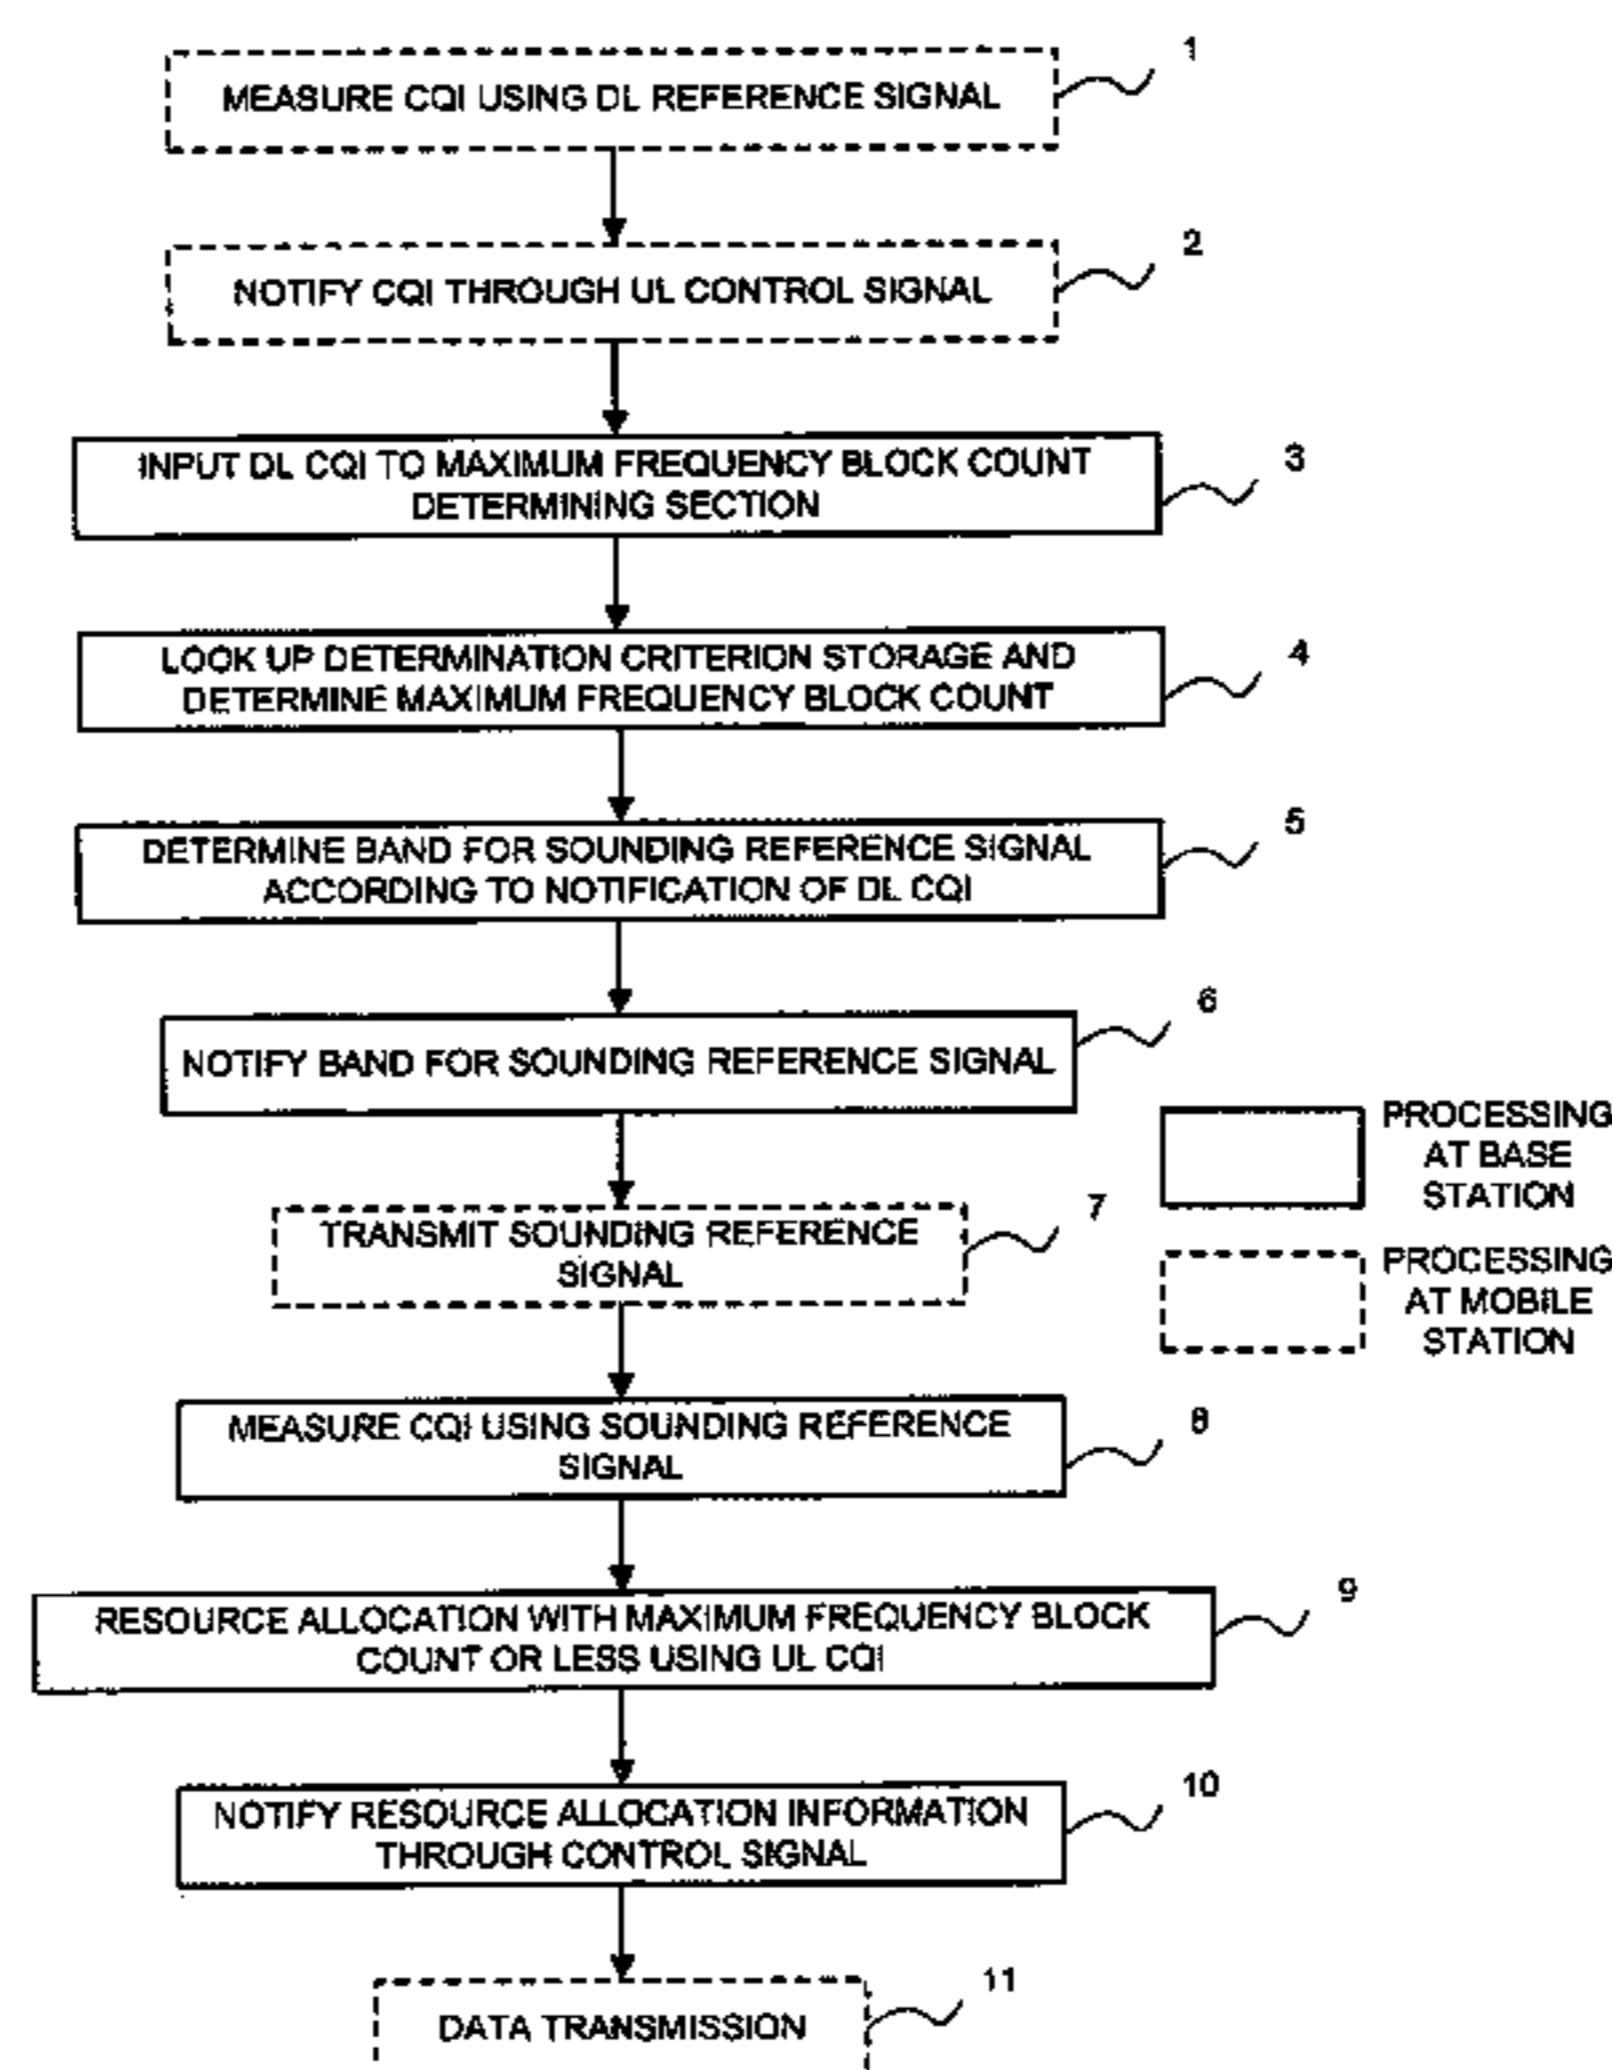 1
MEASURE CQI USING DL REFERENCE SIGNAL
2
NOTIFY CQI THROUGH UL CONTROL SIGNAL
3
INPUT DL CQI TO MAXIMUM FREQUENCY BLOCK COUNT
DETERMINING SECTION
4
LOOK UP DETERMINATION CRITERION STORAGE AND
DETERMINE MAXIMUM FREQUENCY BLOCK COUNT
5
DETERMINE BAND FOR SOUNDING REFERENCE SIGNAL
ACCORDING TO NOTIFICATION OF DL CQI
6
NOTIFY BAND FOR SOUNDING REFERENCE SIGNAL
PROCESSING
AT BASE
STATION
7
TRANSMIT SOUNDING REFERENCE
SIGNAL
PROCESSING
AT MOBILE
STATION
8
MEASURE CQI USING SOUNDING REFERENCE
SIGNAL
9
RESOURCE ALLOCATION WITH MAXIMUM FREQUENCY BLOCK
COUNT OR LESS USING UL CQI
10
NOTIFY RESOURCE ALLOCATION INFORMATION
THROUGH CONTROL SIGNAL
11
DATA TRANSMISSION